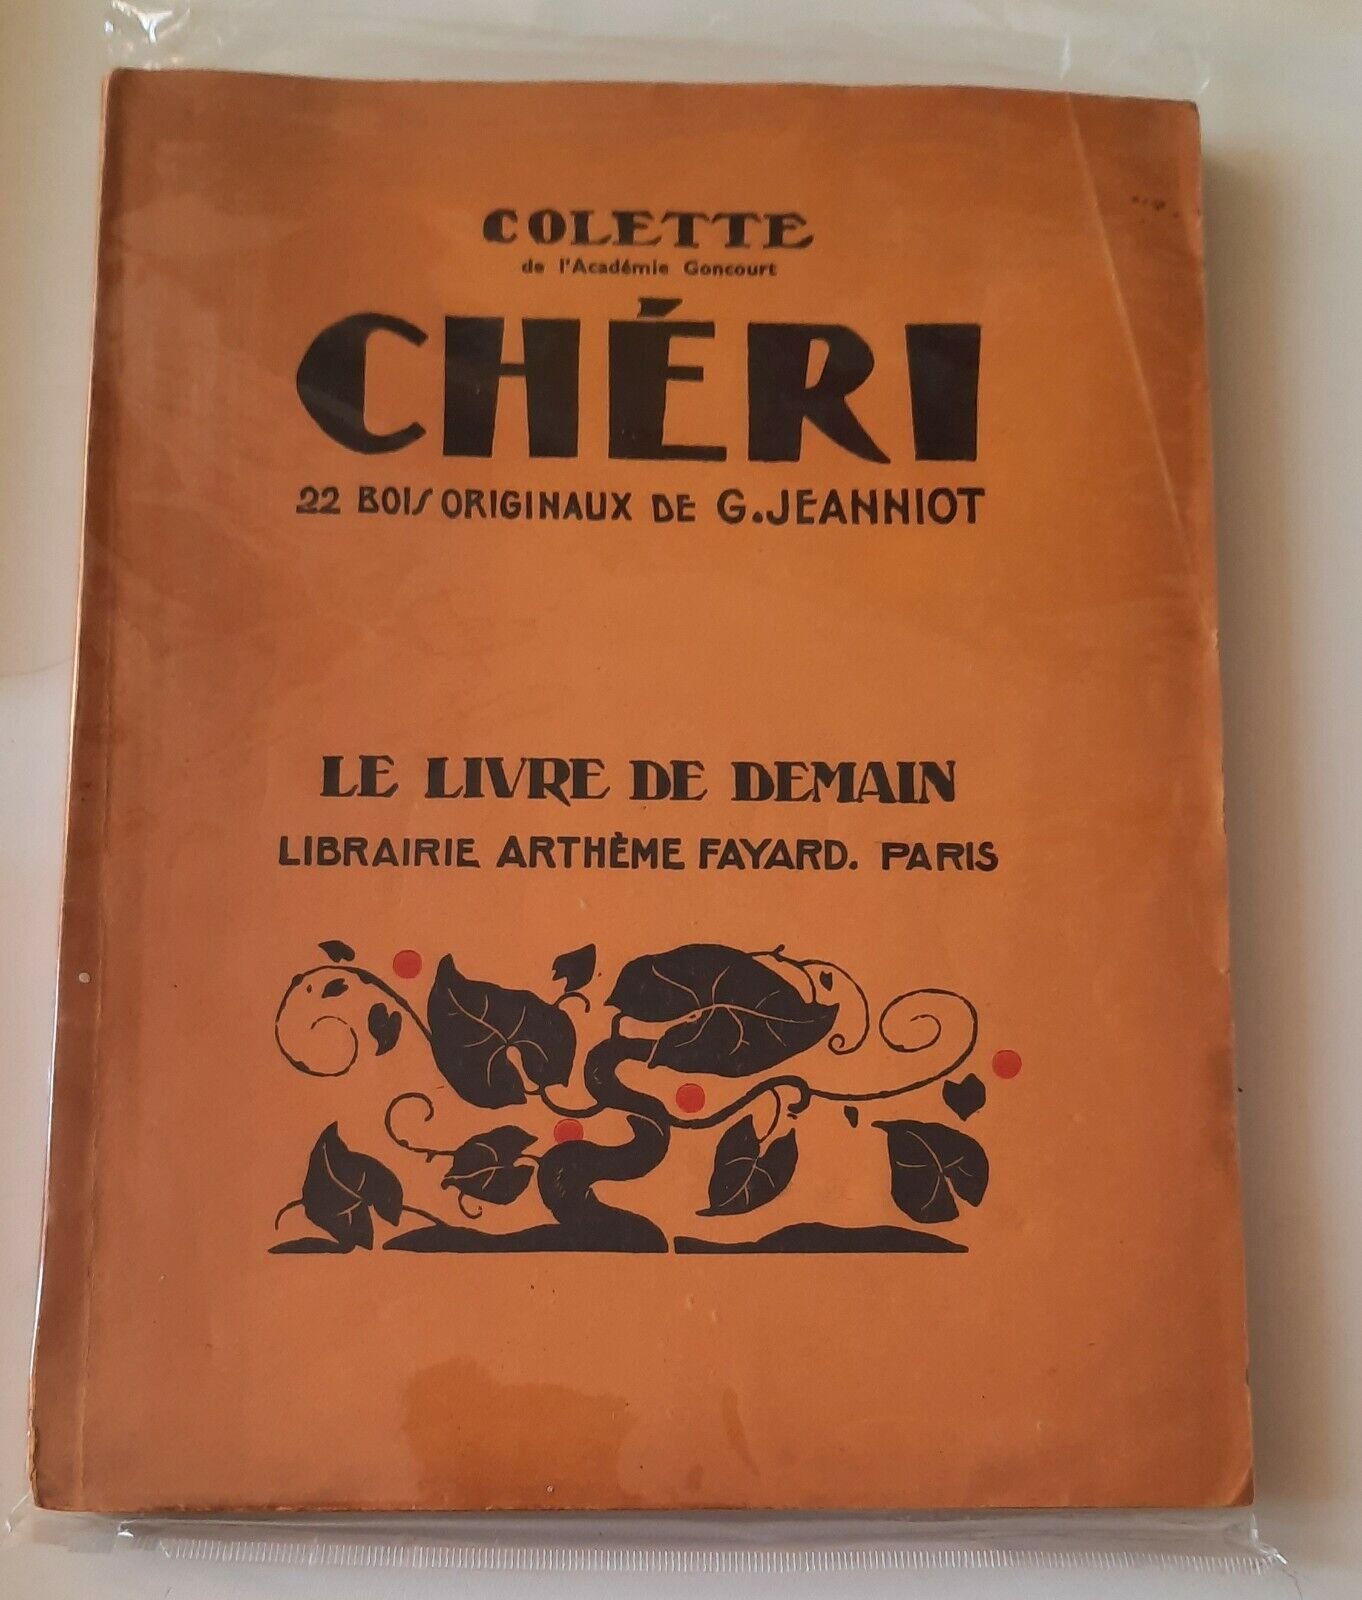 COLETTE
de l'Académie Goncourt
CHÉRI
22 BOIS ORIGINAUX DE G.JEANNIOT
LE LIVRE DE DEMAIN
LIBRAIRIE ARTHÈME FAYARD. PARIS